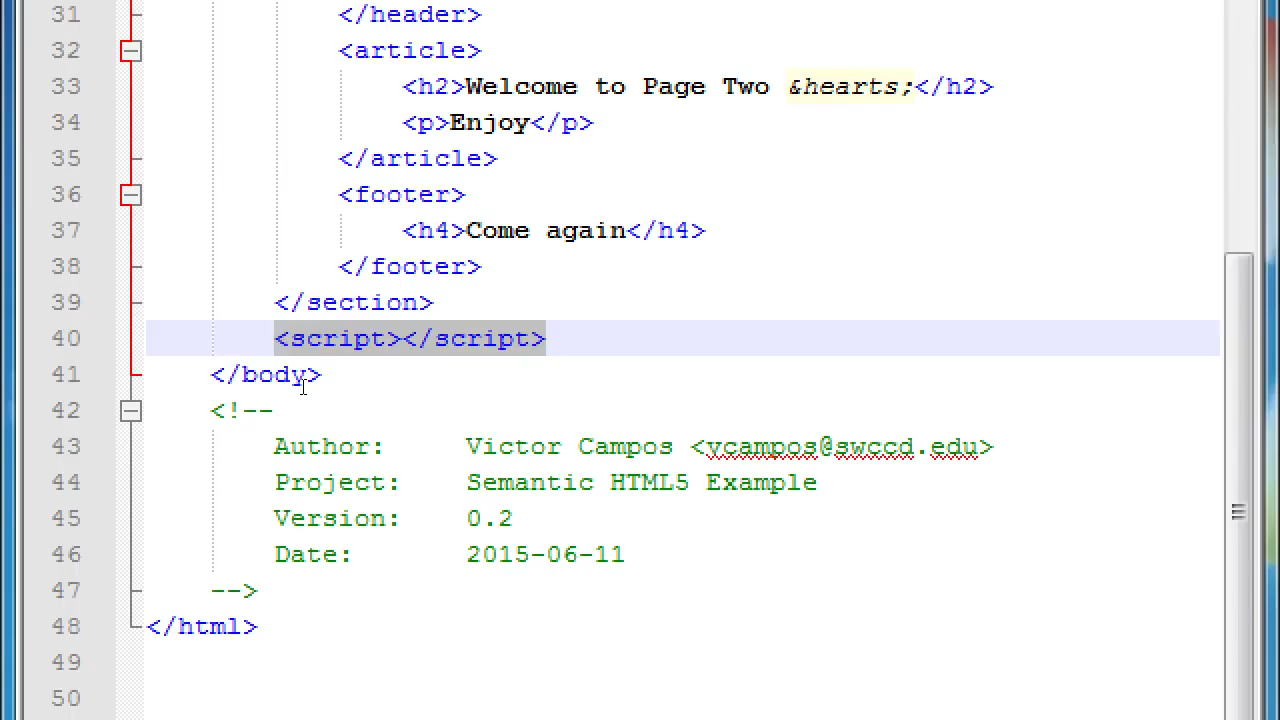 31 </header>
32 <article>
33 <h2>Welcome to Page Two &hearts;</h2>
34 <p>Enjoy</p>
35 </article>
36 <footer>
37 <h4>Come again</h4>
38 </footer>
39 </section>
40 <script></script>
41 </body>
42 <!--
43 Author: Victor Campos <vcampos@swccd.edu>
44 Project: Semantic HTML5 Example
45 Version: 0.2
46 Date: 2015-06-11
47 -->
48 </html>
49
50